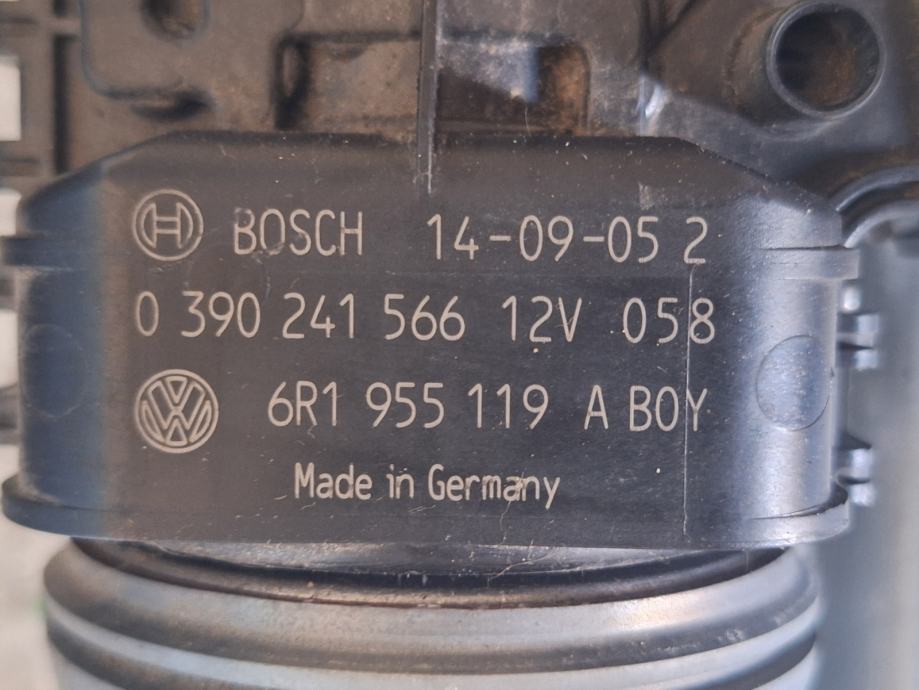 BOSCH 14-09-05 2
0 390 241 566 12V 058
6R1 955 119 A BOY
Made in Germany